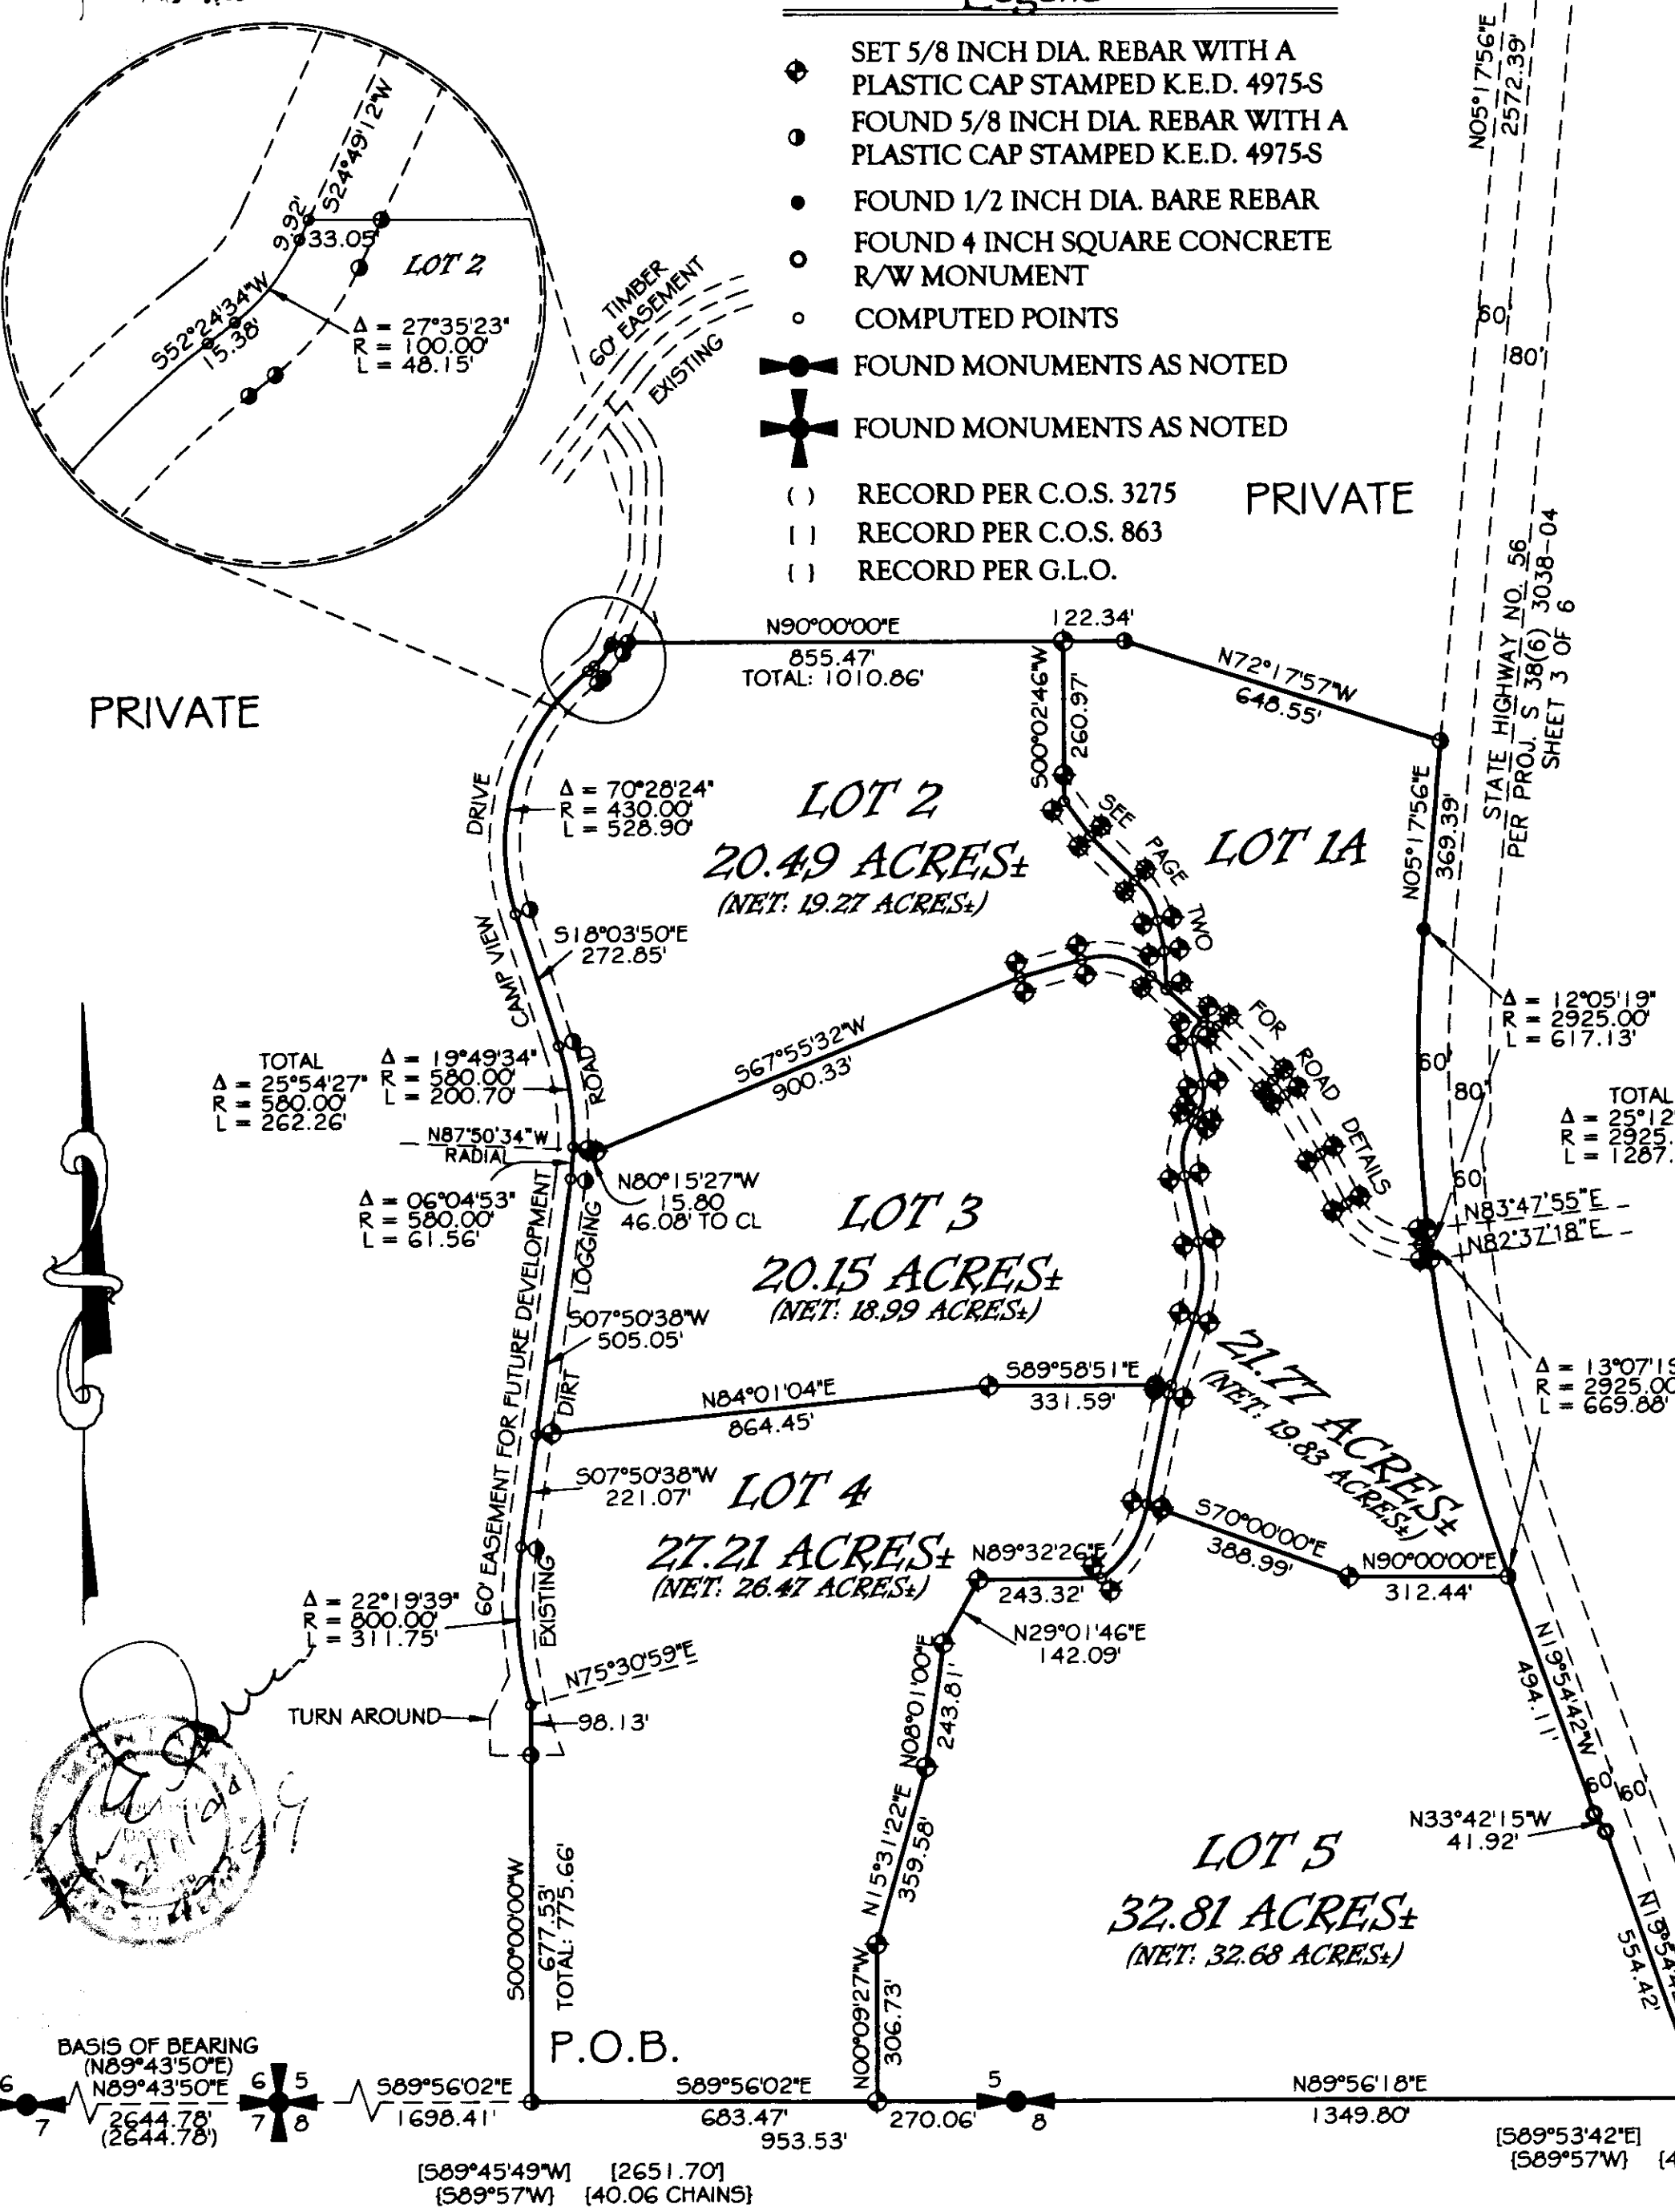 Legend
SET 5/8 INCH DIA. REBAR WITH A
PLASTIC CAP STAMPED K.E.D. 4975-S
FOUND 5/8 INCH DIA. REBAR WITH A
PLASTIC CAP STAMPED K.E.D. 4975-S
FOUND 1/2 INCH DIA. BARE REBAR
FOUND 4 INCH SQUARE CONCRETE
R/W MONUMENT
COMPUTED POINTS
FOUND MONUMENTS AS NOTED
FOUND MONUMENTS AS NOTED
( ) RECORD PER C.O.S. 3275
[ ] RECORD PER C.O.S. 863
{ } RECORD PER G.L.O.
S24°49'12"W
9.92'
33.05'
LOT 2
S52°24'34"W
15.38'
Δ = 27°35'23"
R = 100.00'
L = 48.15'
TIMBER
60' EASEMENT
EXISTING
N05°17'56"E
2572.39'
60'
80'
PRIVATE
STATE HIGHWAY NO. 56
PER PROJ. S 38(6) 3038-04
SHEET 3 OF 6
PRIVATE
N90°00'00"E
855.47'
TOTAL: 1010.86'
122.34'
N72°17'57"W
648.55'
S00°02'46"W
260.97'
N05°17'56"E
369.39'
Δ = 70°28'24"
R = 430.00'
L = 528.90'
LOT 2
20.49 ACRES±
(NET: 19.27 ACRES±)
LOT 1A
SEE PAGE TWO FOR ROAD DETAILS
CAMP VIEW DRIVE
S18°03'50"E
272.85'
S67°55'32"W
900.33'
Δ = 12°05'19"
R = 2925.00'
L = 617.13'
60'
80'
TOTAL
Δ = 25°12'
R = 2925.
L = 1287.
TOTAL
Δ = 25°54'27"
R = 580.00'
L = 262.26'
Δ = 19°49'34"
R = 580.00'
L = 200.70'
N87°50'34"W
RADIAL
N80°15'27"W
15.80
46.08' TO CL
Δ = 06°04'53"
R = 580.00'
L = 61.56'
60'
N83°47'55"E
N82°37'18"E
LOT 3
20.15 ACRES±
(NET: 18.99 ACRES±)
60' EASEMENT FOR FUTURE DEVELOPMENT
EXISTING DIRT LOGGING ROAD
S07°50'38"W
505.05'
21.77 ACRES±
(NET: 19.83 ACRES±)
Δ = 13°07'19
R = 2925.00
L = 669.88'
N84°01'04"E
864.45'
S89°58'51"E
331.59'
S07°50'38"W
221.07'
LOT 4
27.21 ACRES±
(NET: 26.47 ACRES±)
S70°00'00"E
388.99'
N90°00'00"E
312.44'
N89°32'26"E
243.32'
N29°01'46"E
142.09'
Δ = 22°19'39"
R = 800.00'
L = 311.75'
N75°30'59"E
TURN AROUND
98.13'
N08°01'00"E
243.81'
N19°54'42"W
494.11'
60'
60'
N33°42'15"W
41.92'
N15°31'22"E
359.58'
LOT 5
32.81 ACRES±
(NET: 32.68 ACRES±)
N19°54'4
554.42'
S00°00'00"W
677.53'
TOTAL: 775.66'
N00°09'27"W
306.73'
P.O.B.
BASIS OF BEARING
(N89°43'50"E)
N89°43'50"E
2644.78'
(2644.78')
6
7
6 5
7 8
S89°56'02"E
1698.41'
S89°56'02"E
683.47'
270.06'
953.53'
5
8
N89°56'18"E
1349.80'
[S89°45'49"W] [2651.70']
{S89°57'W} {40.06 CHAINS}
[S89°53'42"E]
{S89°57'W} {4